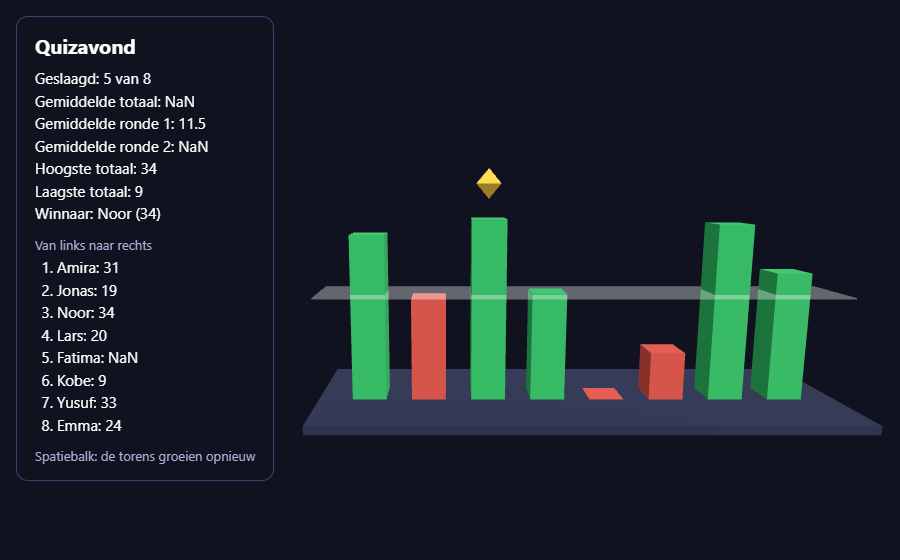 Quizavond
Geslaagd: 5 van 8
Gemiddelde totaal: NaN
Gemiddelde ronde 1: 11.5
Gemiddelde ronde 2: NaN
Hoogste totaal: 34
Laagste totaal: 9
Winnaar: Noor (34)
Van links naar rechts
1. Amira: 31
2. Jonas: 19
3. Noor: 34
4. Lars: 20
5. Fatima: NaN
6. Kobe: 9
7. Yusuf: 33
8. Emma: 24
Spatiebalk: de torens groeien opnieuw